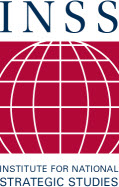 INSS
INSTITUTE FOR NATIONAL
STRATEGIC STUDIES